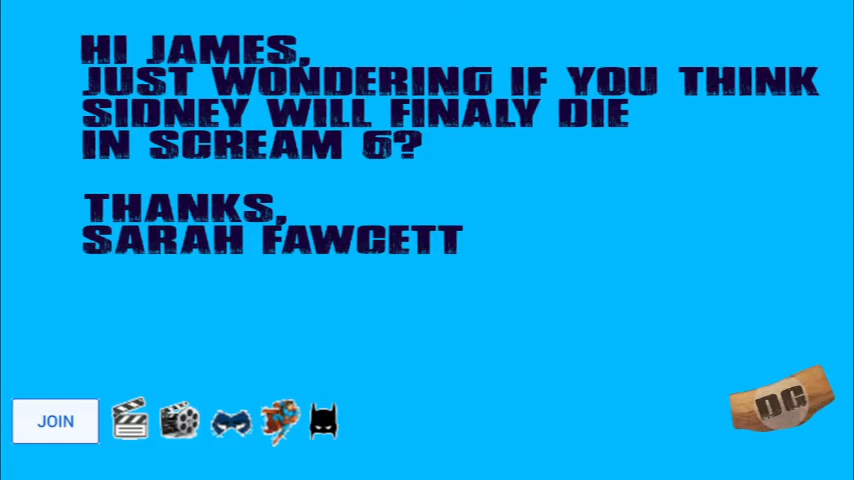 HI JAMES,
JUST WONDERING IF YOU THINK
SIDNEY WILL FINALY DIE
IN SCREAM 6?
THANKS,
SARAH FAWCETT
JOIN
DC